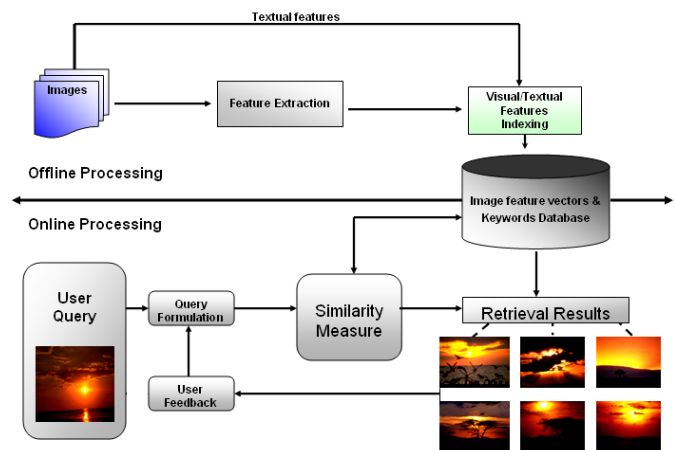 Textual features
Images
Feature Extraction
Visual/Textual
Features
Indexing
Offline Processing
Image feature vectors &
Keywords Database
Online Processing
User
Query
Query
Formulation
Similarity
Measure
Retrieval Results
User
Feedback